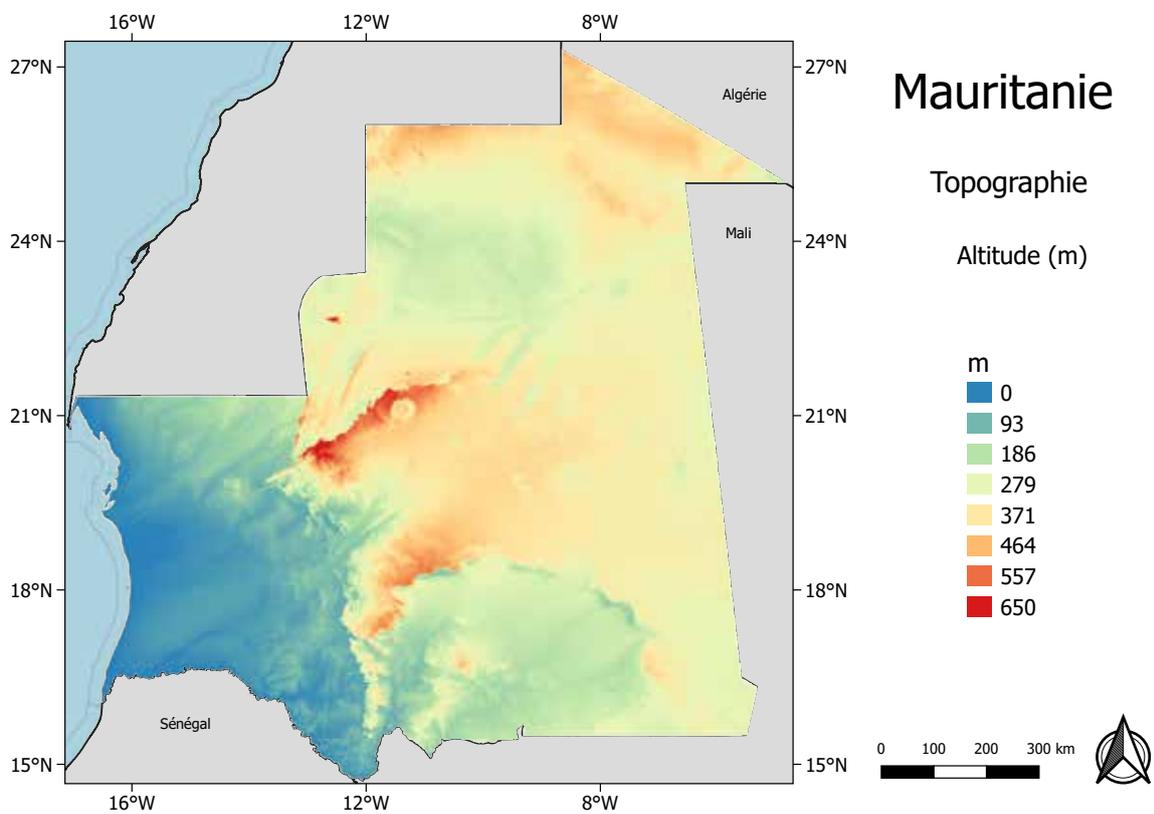 16°W 12°W 8°W
27°N 27°N
Algérie
Mauritanie
Topographie
24°N Mali 24°N
Altitude (m)
m
0
21°N 21°N
93
186
279
371
464
18°N 18°N
557
650
Sénégal
0 100 200 300 km
15°N 15°N
16°W 12°W 8°W